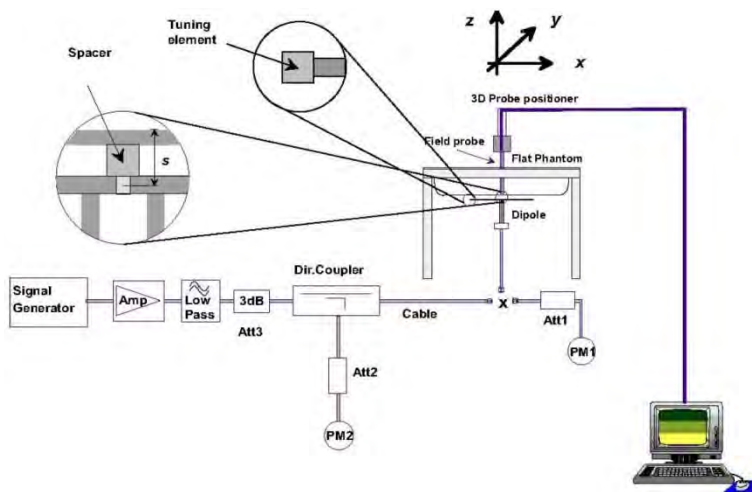 Tuning
element
Spacer
s
z
y
x
3D Probe positioner
Field probe
Flat Phantom
Dipole
Dir.Coupler
Signal
Generator
Amp
Low
Pass
3dB
Att3
Cable
x
Att1
PM1
Att2
PM2